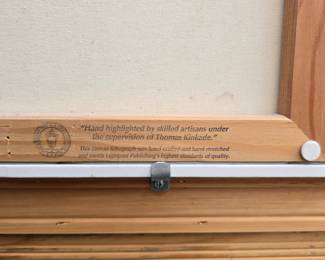 "Hand highlighted by skilled artisans under
the supervision of Thomas Kinkade."
This canvas lithograph was hand crafted and hand stretched
and meets Lightpost Publishing's highest standards of quality.